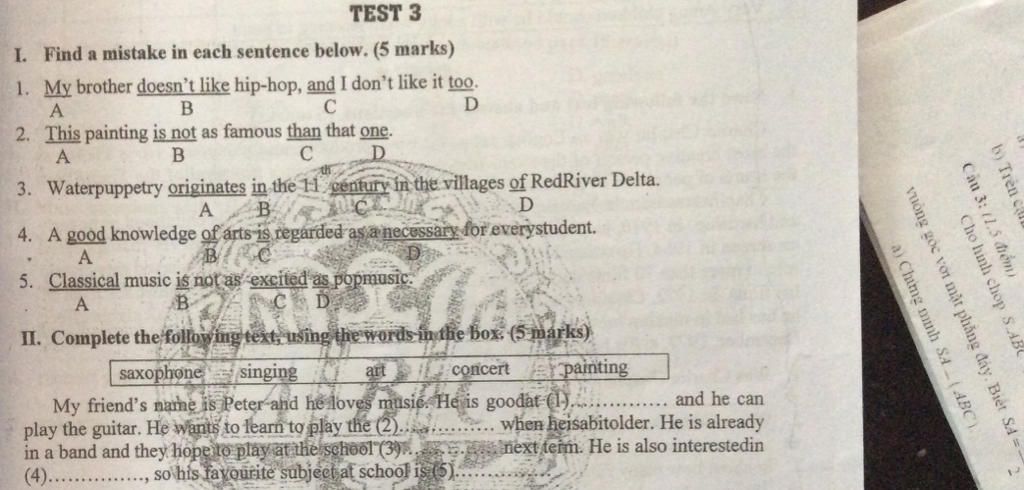 TEST 3
I. Find a mistake in each sentence below. (5 marks)
1. My brother doesn't like hip-hop, and I don't like it too.
A B C D
2. This painting is not as famous than that one.
A B C D
3. Waterpuppetry originates in the 11th century in the villages of RedRiver Delta.
A B C D
4. A good knowledge of arts is regarded as a necessary for everystudent.
A B C D
5. Classical music is not as excited as popmusic.
A B C D
II. Complete the following text, using the words in the box. (5 marks)
saxophone singing art concert painting
My friend's name is Peter and he loves music. He is goodat (1)................ and he can
play the guitar. He wants to learn to play the (2)................ when heisabitolder. He is already
in a band and they hope to play at the school (3)................ next term. He is also interestedin
(4)..............., so his favourite subject at school is (5)................
b) Trên
Câu 3: (1,5 điểm)
Cho hình chóp S.ABC
vuông góc với mặt phẳng đáy. Biết SA =
a) Chứng minh SA